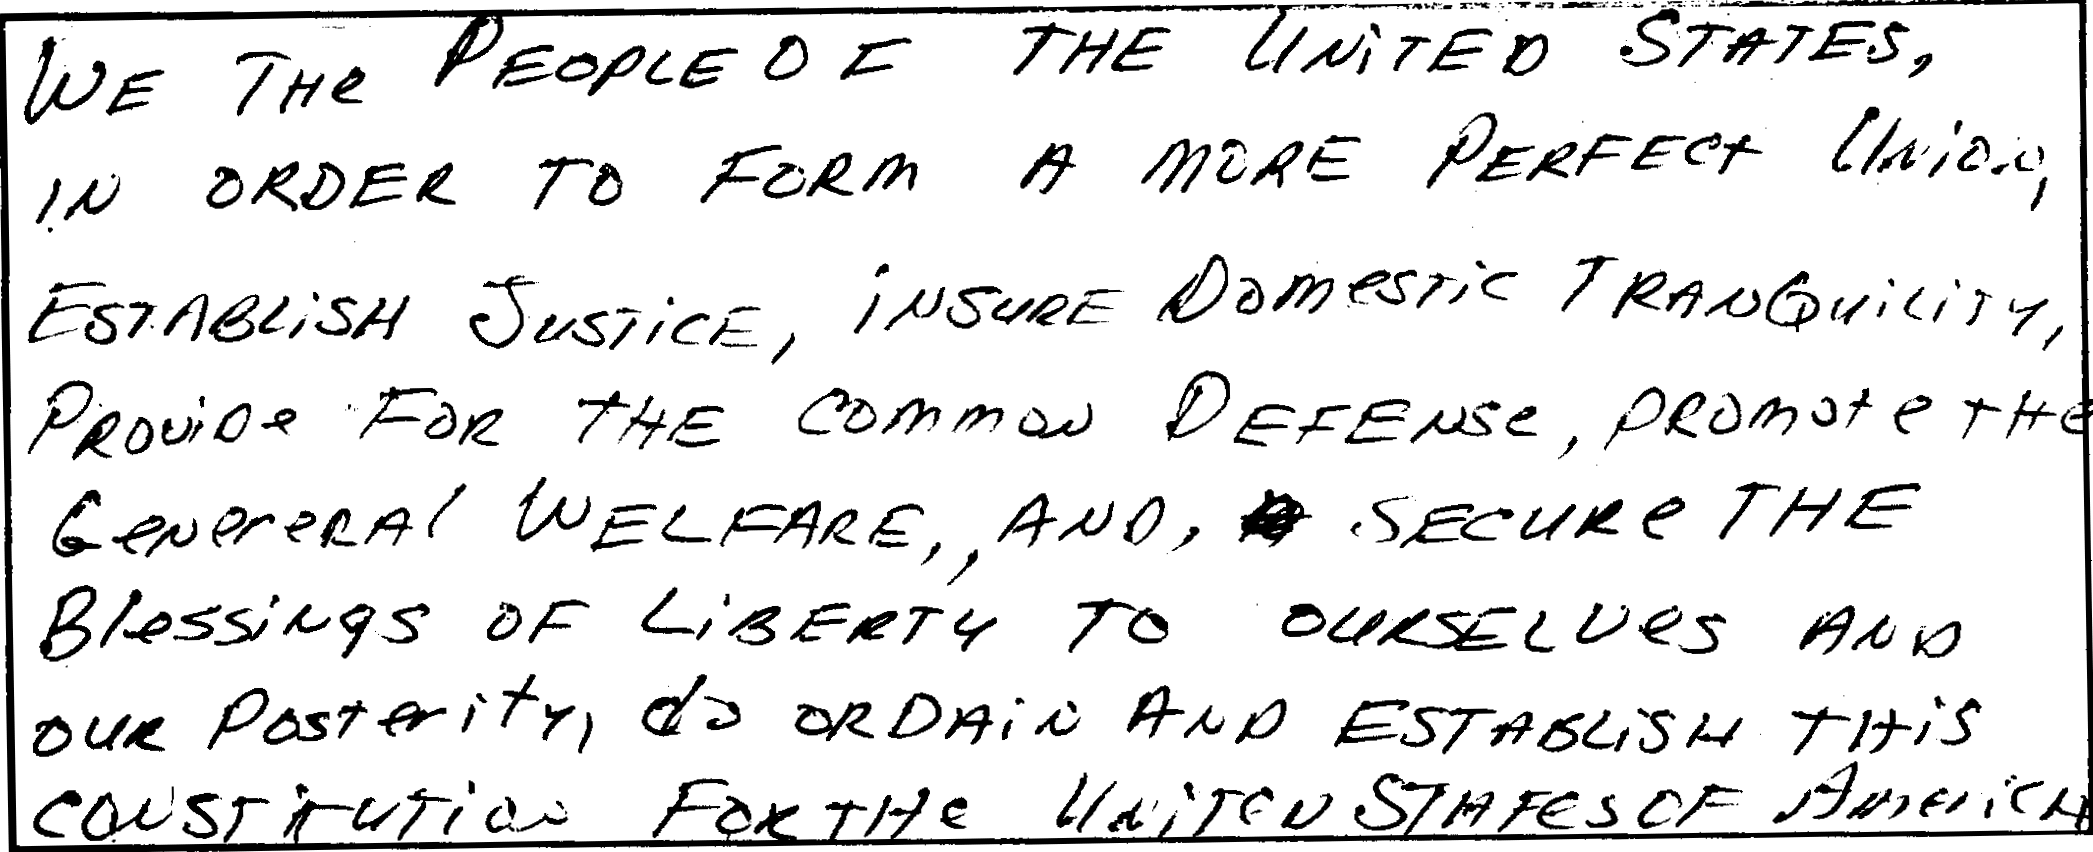 WE THe PEOPLE OF THE UNiTED STATES,
IN ORDER TO FORM A MORE PERFECt UNiON,
ESTABLiSH JUSTiCE, iNSURE DOmeSTiC TRANQUiLiTY,
PROViDe FOR THE COmmON DEFENSe, PROmOte tHe
GeNereRAl WELFARE,, AND, SECURe THE
BlessiNgS OF LiBERTY TO OURSELVeS AND
OUR POSterity, do ORDAiN AND ESTABLiSH THiS
CONSTiTUTiON FOR THe UNiTeD STATeS OF AmeriCA